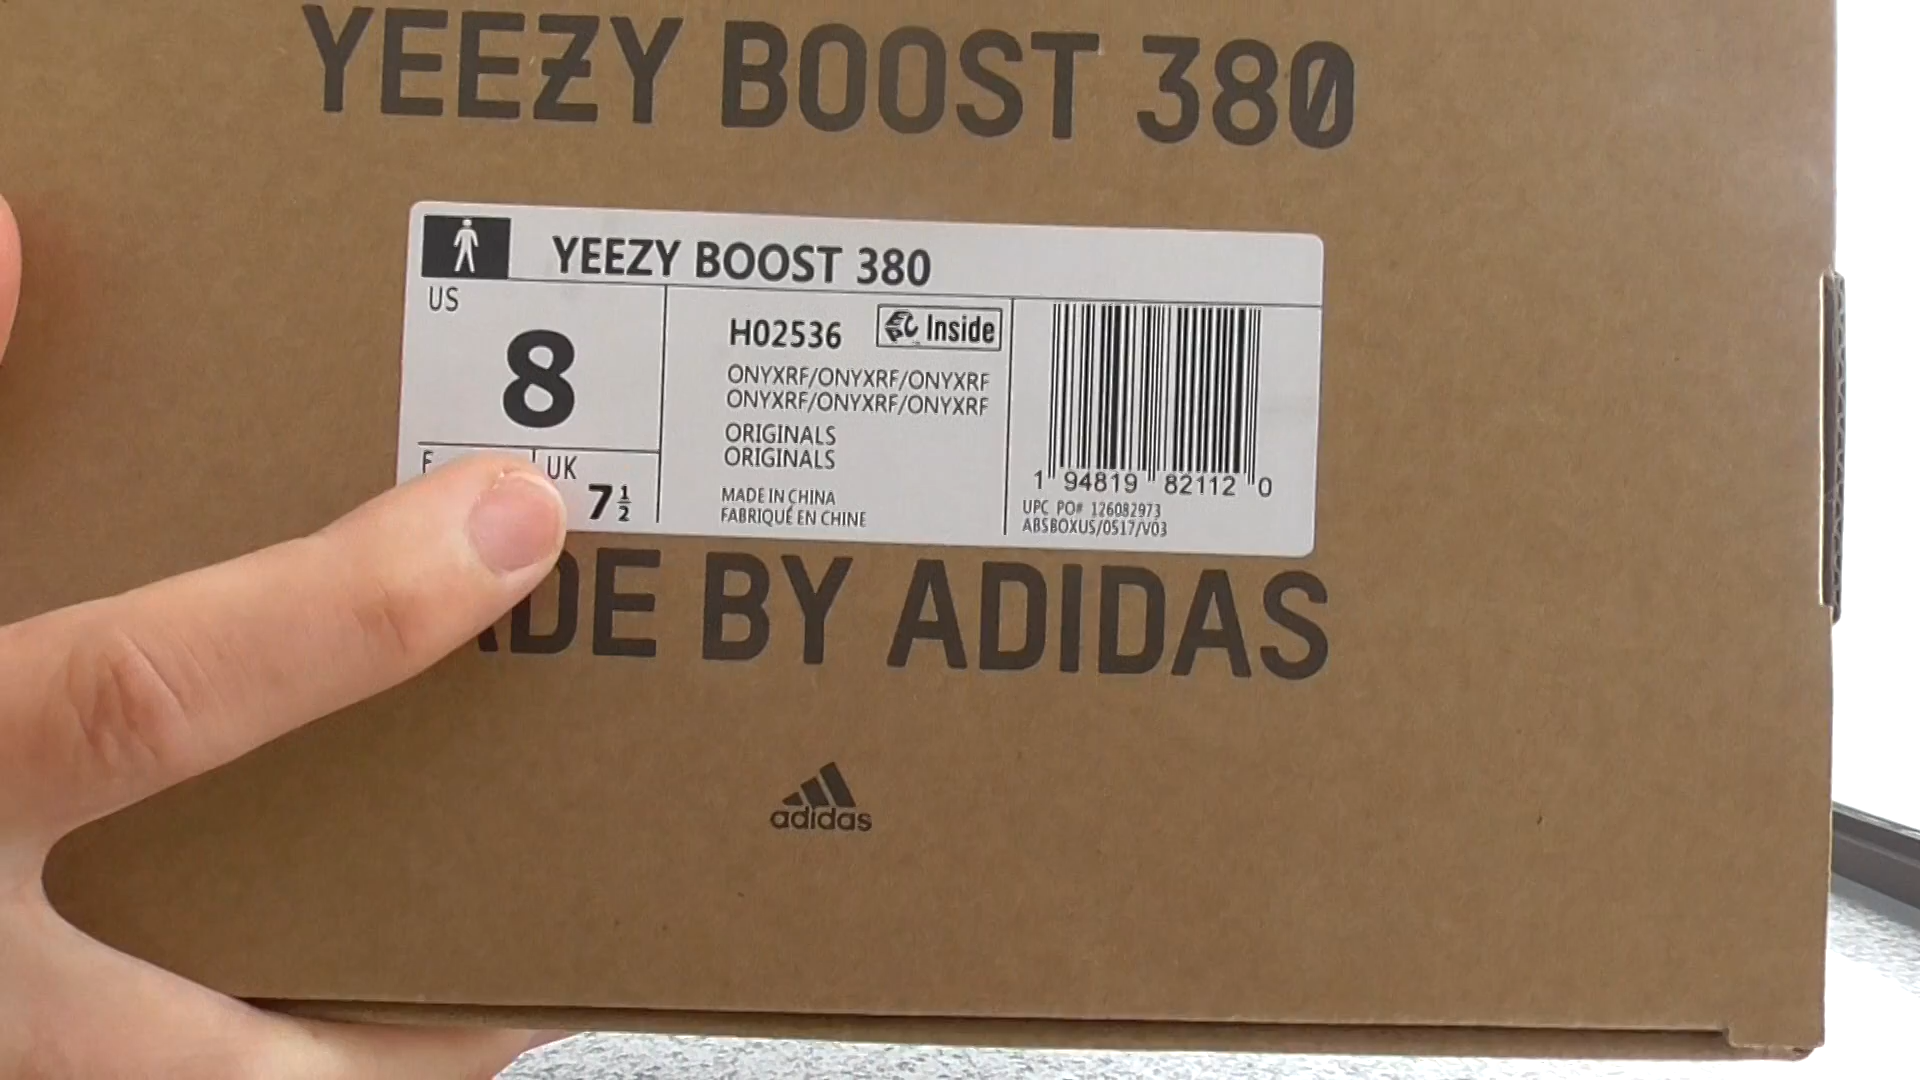 YEEZY BOOST 380
YEEZY BOOST 380
US
8
F
UK
7½
H02536
Inside
ONYXRF/ONYXRF/ONYXRF
ONYXRF/ONYXRF/ONYXRF
ORIGINALS
ORIGINALS
MADE IN CHINA
FABRIQUÉ EN CHINE
1 94819 82112 0
UPC PO# 126082973
ABSBOXUS/0517/V03
ADE BY ADIDAS
adidas